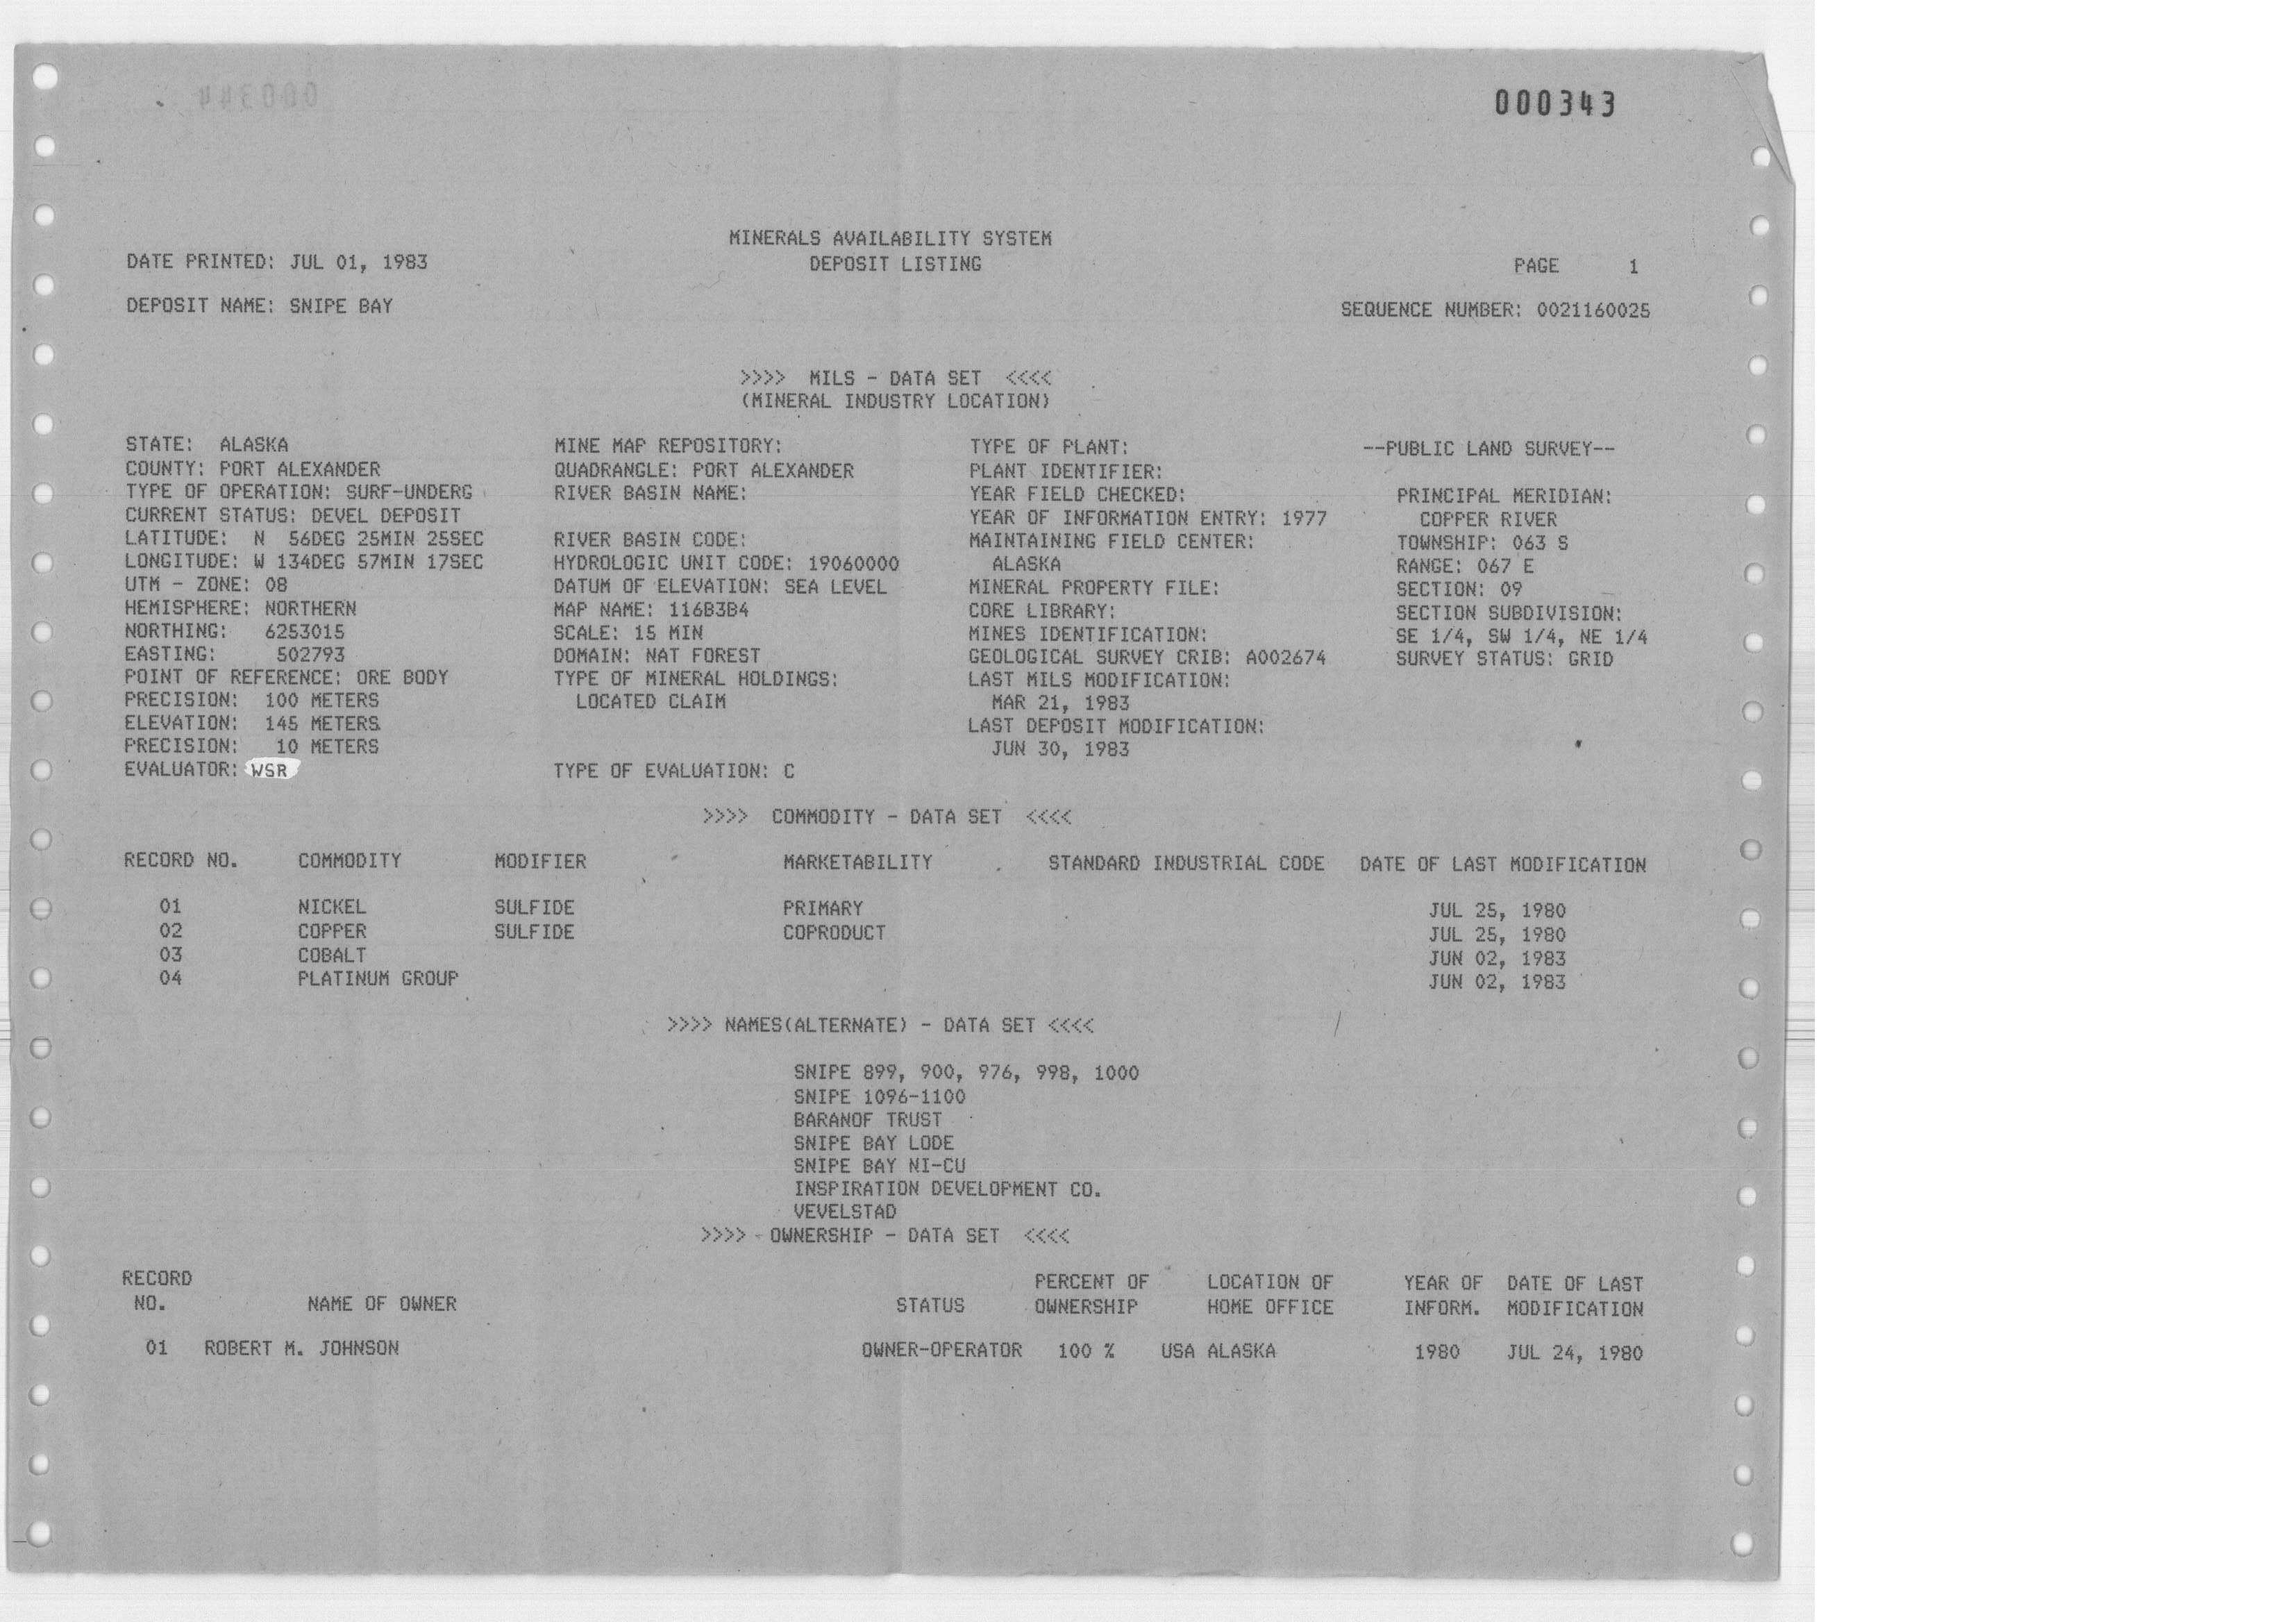 000344
000343
MINERALS AVAILABILITY SYSTEM
DATE PRINTED: JUL 01, 1983 DEPOSIT LISTING PAGE 1
DEPOSIT NAME: SNIPE BAY SEQUENCE NUMBER: 0021160025
>>>> MILS - DATA SET <<<<
(MINERAL INDUSTRY LOCATION)
STATE: ALASKA MINE MAP REPOSITORY: TYPE OF PLANT: --PUBLIC LAND SURVEY--
COUNTY: PORT ALEXANDER QUADRANGLE: PORT ALEXANDER PLANT IDENTIFIER:
TYPE OF OPERATION: SURF-UNDERG RIVER BASIN NAME: YEAR FIELD CHECKED: PRINCIPAL MERIDIAN:
CURRENT STATUS: DEVEL DEPOSIT YEAR OF INFORMATION ENTRY: 1977 COPPER RIVER
LATITUDE: N 56DEG 25MIN 25SEC RIVER BASIN CODE: MAINTAINING FIELD CENTER: TOWNSHIP: 063 S
LONGITUDE: W 134DEG 57MIN 17SEC HYDROLOGIC UNIT CODE: 19060000 ALASKA RANGE: 067 E
UTM - ZONE: 08 DATUM OF ELEVATION: SEA LEVEL MINERAL PROPERTY FILE: SECTION: 09
HEMISPHERE: NORTHERN MAP NAME: 116B3B4 CORE LIBRARY: SECTION SUBDIVISION:
NORTHING: 6253015 SCALE: 15 MIN MINES IDENTIFICATION: SE 1/4, SW 1/4, NE 1/4
EASTING: 502793 DOMAIN: NAT FOREST GEOLOGICAL SURVEY CRIB: A002674 SURVEY STATUS: GRID
POINT OF REFERENCE: ORE BODY TYPE OF MINERAL HOLDINGS: LAST MILS MODIFICATION:
PRECISION: 100 METERS LOCATED CLAIM MAR 21, 1983
ELEVATION: 145 METERS LAST DEPOSIT MODIFICATION:
PRECISION: 10 METERS JUN 30, 1983
EVALUATOR: WSR TYPE OF EVALUATION: C
>>>> COMMODITY - DATA SET <<<<
RECORD NO. COMMODITY MODIFIER MARKETABILITY STANDARD INDUSTRIAL CODE DATE OF LAST MODIFICATION
01 NICKEL SULFIDE PRIMARY JUL 25, 1980
02 COPPER SULFIDE COPRODUCT JUL 25, 1980
03 COBALT JUN 02, 1983
04 PLATINUM GROUP JUN 02, 1983
>>>> NAMES(ALTERNATE) - DATA SET <<<<
SNIPE 899, 900, 976, 998, 1000
SNIPE 1096-1100
BARANOF TRUST
SNIPE BAY LODE
SNIPE BAY NI-CU
INSPIRATION DEVELOPMENT CO.
VEVELSTAD
>>>> OWNERSHIP - DATA SET <<<<
RECORD PERCENT OF LOCATION OF YEAR OF DATE OF LAST
NO. NAME OF OWNER STATUS OWNERSHIP HOME OFFICE INFORM. MODIFICATION
01 ROBERT M. JOHNSON OWNER-OPERATOR 100 % USA ALASKA 1980 JUL 24, 1980